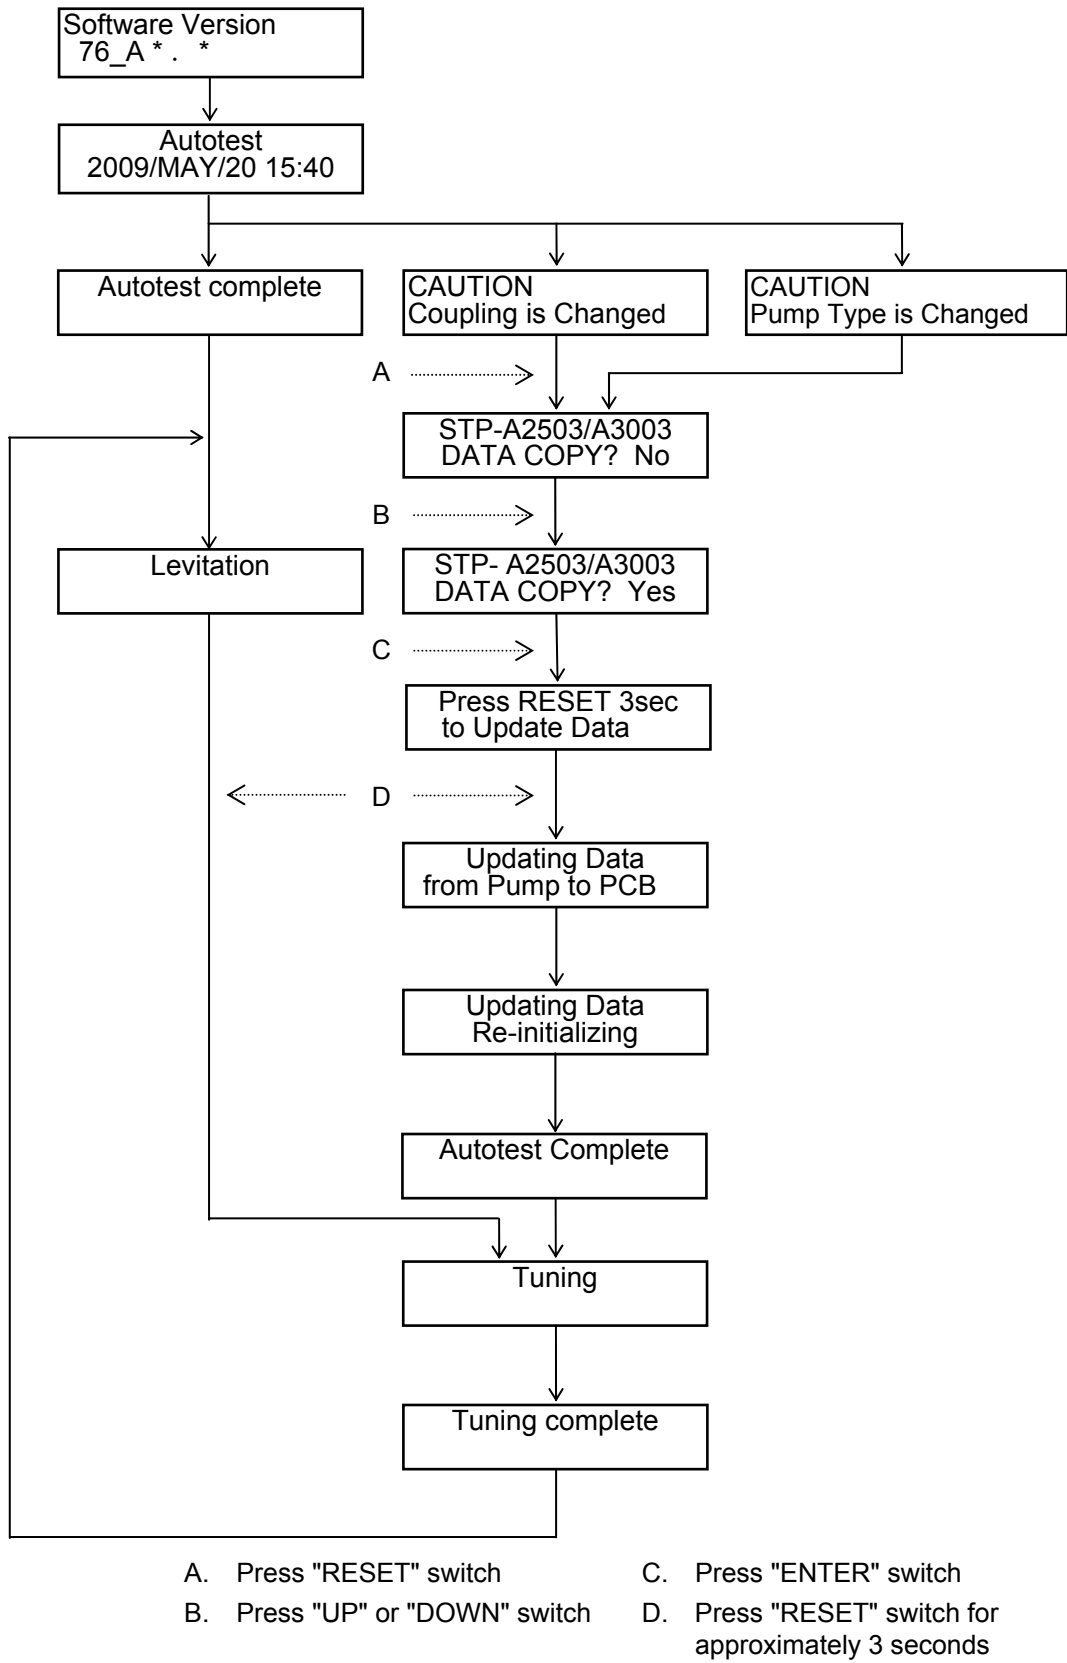 Software Version
76_A * . *
Autotest
2009/MAY/20 15:40
Autotest complete
CAUTION
Coupling is Changed
CAUTION
Pump Type is Changed
A
STP-A2503/A3003
DATA COPY? No
B
Levitation
STP- A2503/A3003
DATA COPY? Yes
C
Press RESET 3sec
to Update Data
D
Updating Data
from Pump to PCB
Updating Data
Re-initializing
Autotest Complete
Tuning
Tuning complete
A. Press "RESET" switch
B. Press "UP" or "DOWN" switch
C. Press "ENTER" switch
D. Press "RESET" switch for
approximately 3 seconds